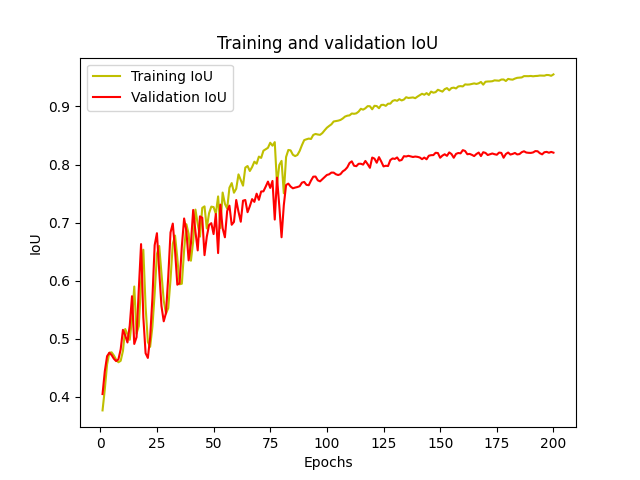 Training and validation IoU
Training IoU
Validation IoU
0.9
0.8
0.7
0.6
0.5
0.4
IoU
0 25 50 75 100 125 150 175 200
Epochs